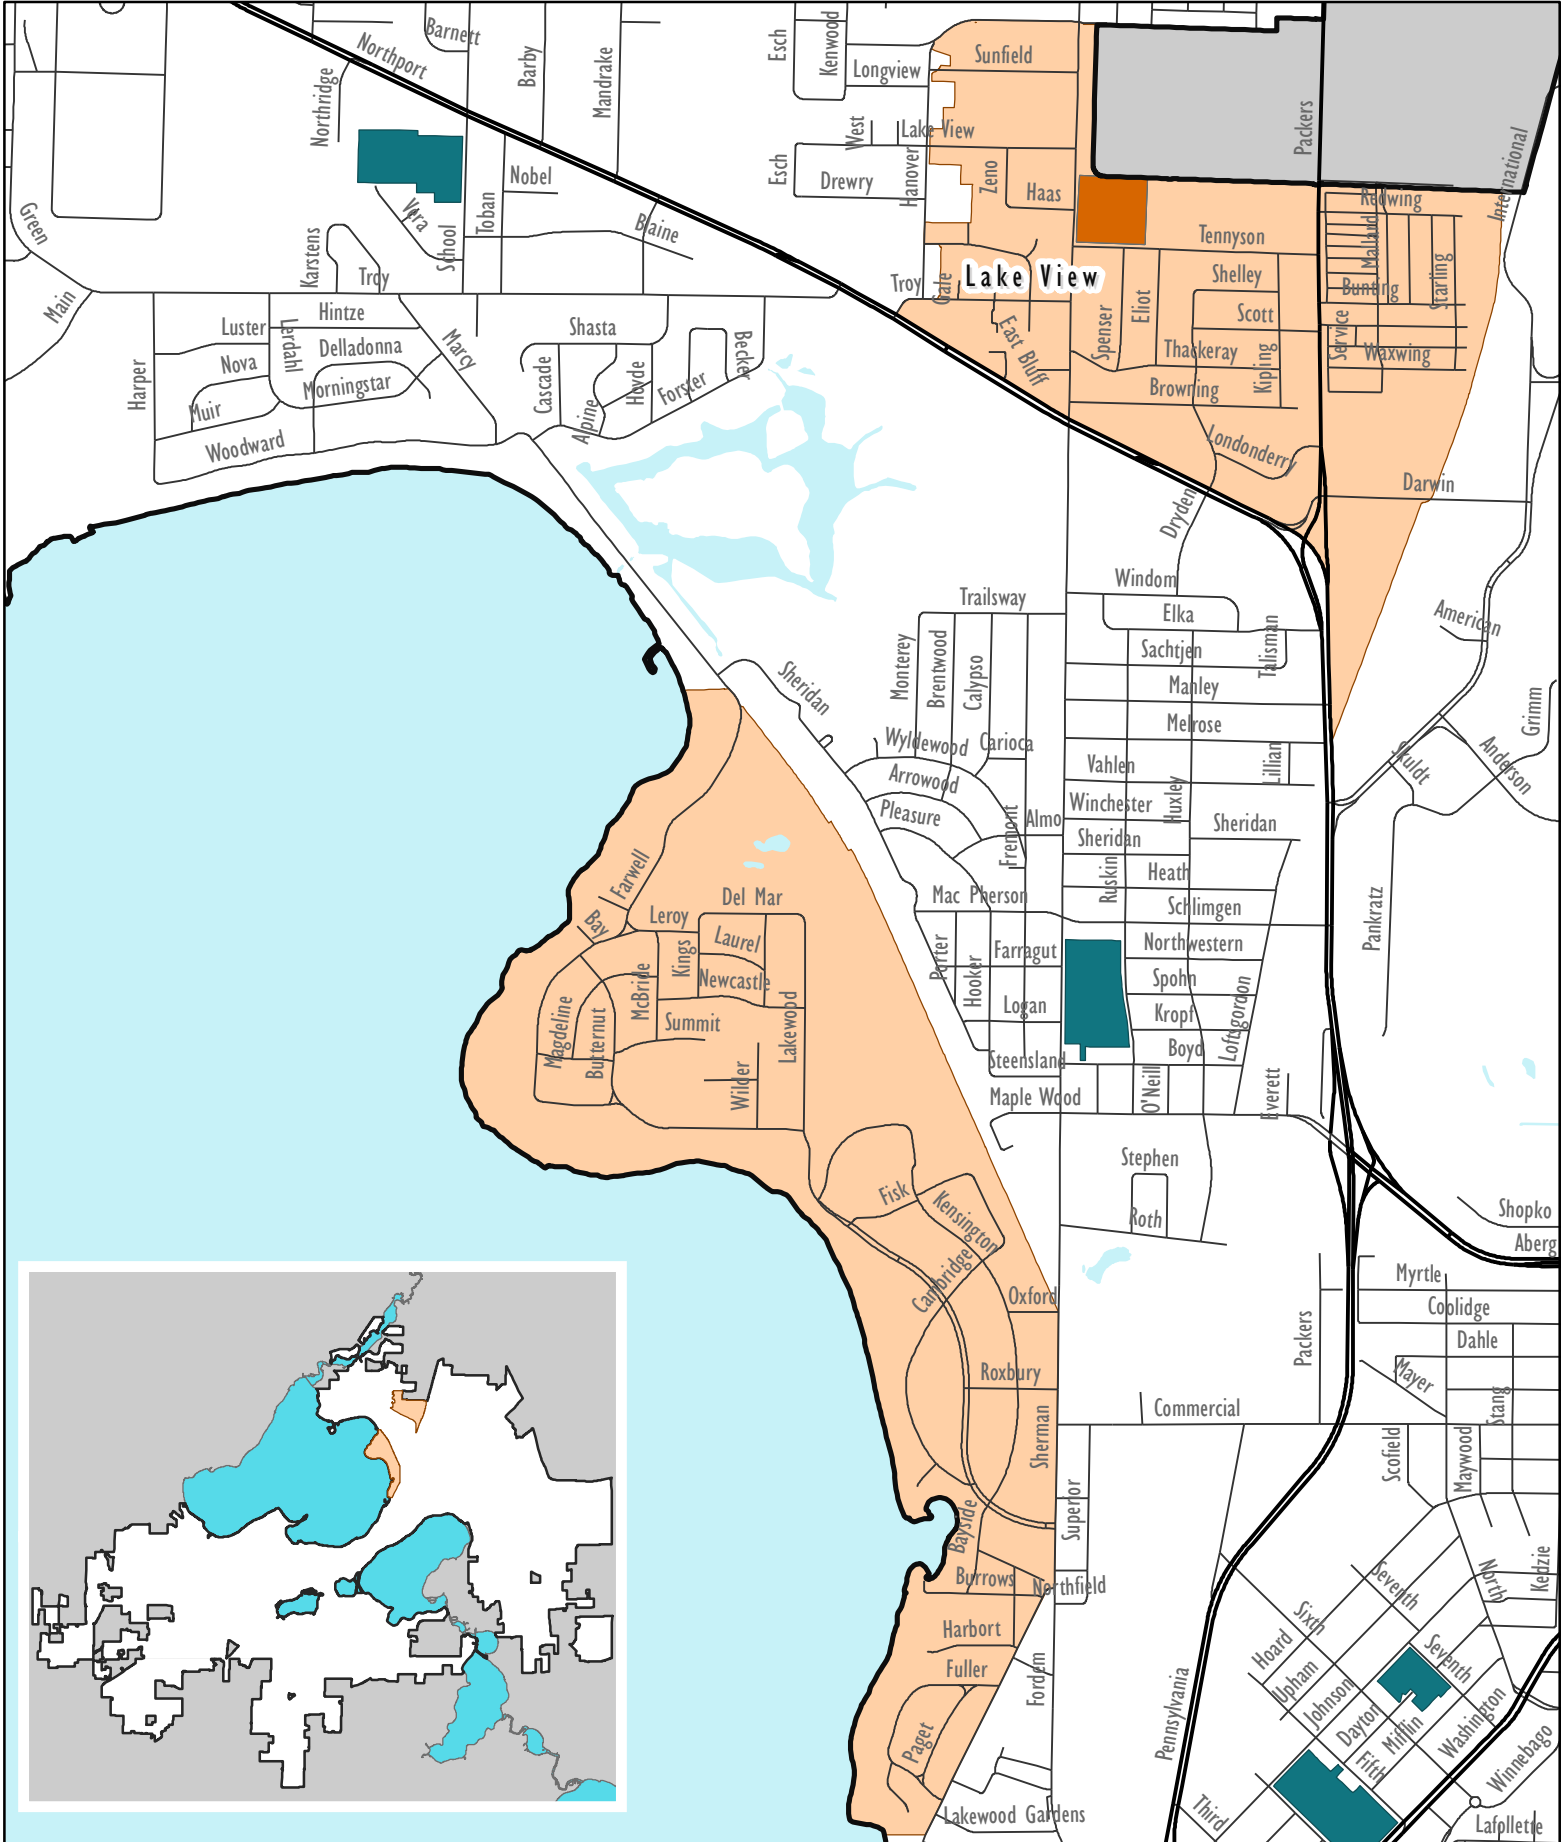 Barnett
Northport
Barby
Mandrake
Northridge
Esch
Kenwood
Longview
Sunfield
West
Lake View
Packers
International
Esch
Drewry
Hanover
Zeno
Haas
Nobel
Vera
Toban
School
Blaine
Green
Karstens
Troy
Main
Redwing
Mallard
Tennyson
Shelley
Starling
Bunting
Lake View
Troy
Gale
Eliot
Spenser
Scott
Service
Hintze
Luster
Lerdahl
Delladonna
Marcy
Shasta
Becker
East Bluff
Thackeray
Kipling
Waxwing
Nova
Harper
Morningstar
Muir
Cascade
Hovde
Forster
Alpine
Browning
Woodward
Londonderry
Darwin
Dryden
Windom
Trailsway
Elka
American
Talisman
Monterey
Brentwood
Calypso
Sachtjen
Sheridan
Manley
Grimm
Melrose
Wyldewood
Carioca
Vahlen
Lillian
Skuldt
Anderson
Arrowood
Huxley
Winchester
Pleasure
Almo
Fremont
Sheridan
Sheridan
Farwell
Ruskin
Heath
Del Mar
Mac Pherson
Schlimgen
Bay
Leroy
Pankratz
Laurel
Kings
Porter
Farragut
Northwestern
McBride
Newcastle
Hooker
Spohn
Magdeline
Butternut
Summit
Lakewood
Logan
Kropf
Loftsgordon
Boyd
Steensland
Wilder
Maple Wood
O'Neill
Everett
Stephen
Fisk
Kensington
Roth
Shopko
Aberg
Cambridge
Oxford
Myrtle
Coolidge
Packers
Dahle
Roxbury
Mayer
Stang
Commercial
Sherman
Scofield
Maywood
Superior
Bayside
Burrows
Northfield
Seventh
North
Kedzie
Sixth
Harbort
Hoard
Seventh
Fuller
Fordem
Upham
Johnson
Pennsylvania
Dayton
Mifflin
Washington
Paget
Fifth
Winnebago
Lakewood Gardens
Third
Lafollette